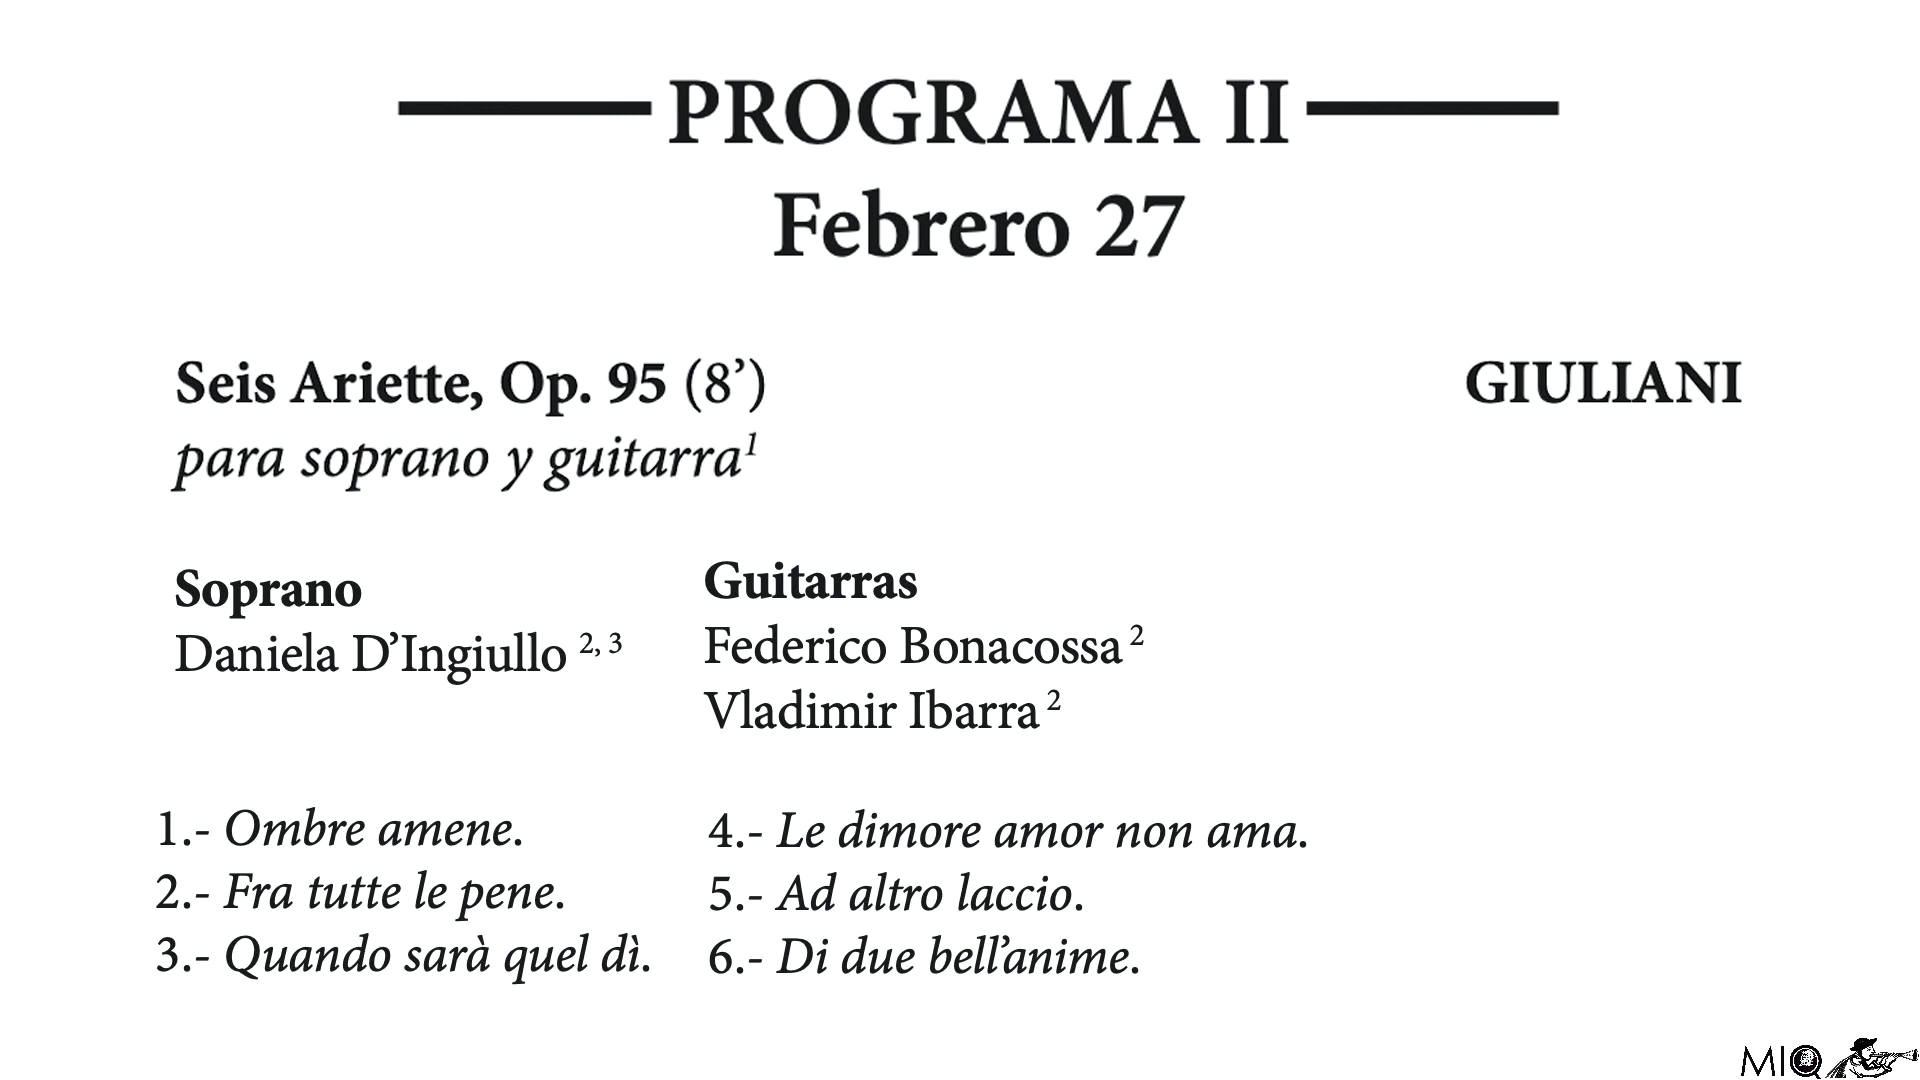 PROGRAMA II
Febrero 27
Seis Ariette, Op. 95 (8’)
GIULIANI
para soprano y guitarra¹
Soprano
Daniela D’Ingiullo ²,³
Guitarras
Federico Bonacossa ²
Vladimir Ibarra ²
1.- Ombre amene.
2.- Fra tutte le pene.
3.- Quando sarà quel dì.
4.- Le dimore amor non ama.
5.- Ad altro laccio.
6.- Di due bell’anime.
MIQ